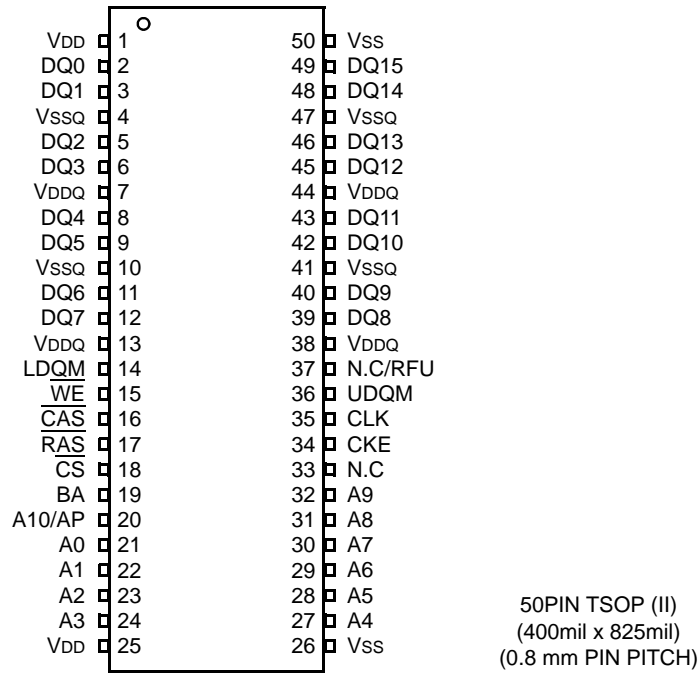 VDD 1 50 VSS
DQ0 2 49 DQ15
DQ1 3 48 DQ14
VSSQ 4 47 VSSQ
DQ2 5 46 DQ13
DQ3 6 45 DQ12
VDDQ 7 44 VDDQ
DQ4 8 43 DQ11
DQ5 9 42 DQ10
VSSQ 10 41 VSSQ
DQ6 11 40 DQ9
DQ7 12 39 DQ8
VDDQ 13 38 VDDQ
LDQM 14 37 N.C/RFU
WE 15 36 UDQM
CAS 16 35 CLK
RAS 17 34 CKE
CS 18 33 N.C
BA 19 32 A9
A10/AP 20 31 A8
A0 21 30 A7
A1 22 29 A6
A2 23 28 A5
A3 24 27 A4
VDD 25 26 VSS
50PIN TSOP (II)
(400mil x 825mil)
(0.8 mm PIN PITCH)